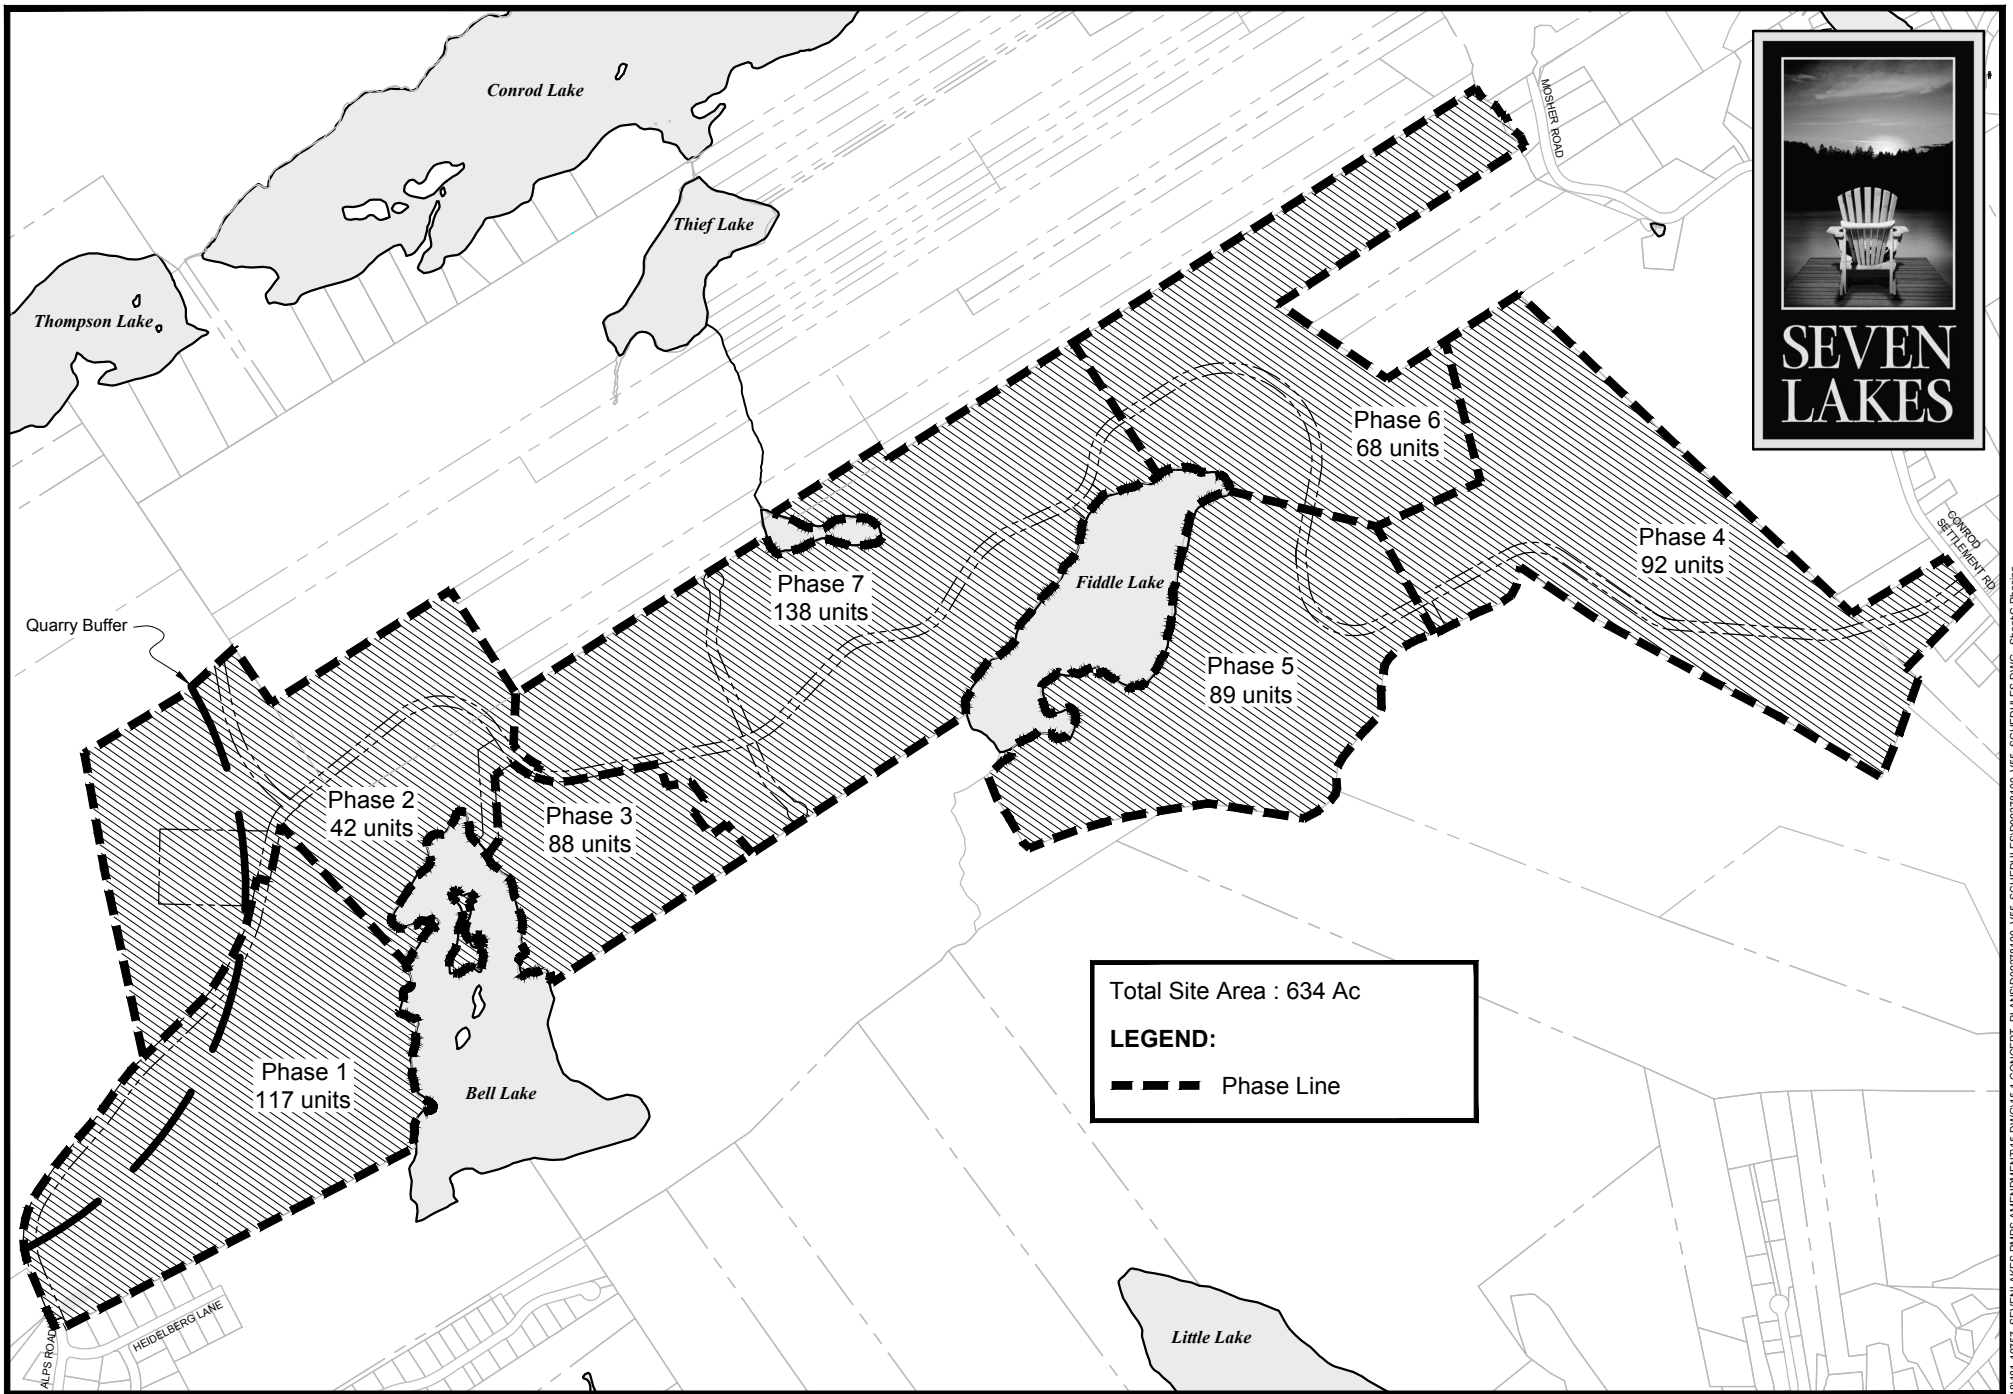 Conrod Lake
Thief Lake
Thompson Lake
MOSHER ROAD
SEVEN
LAKES
Phase 6
68 units
Phase 4
92 units
CONROD
SETTLEMENT RD
Fiddle Lake
Phase 7
138 units
Quarry Buffer
Phase 5
89 units
Phase 2
42 units
Phase 3
88 units
Phase 1
117 units
Bell Lake
Total Site Area : 634 Ac
LEGEND:
Phase Line
HEIDELBERG LANE
ALPS ROAD
Little Lake